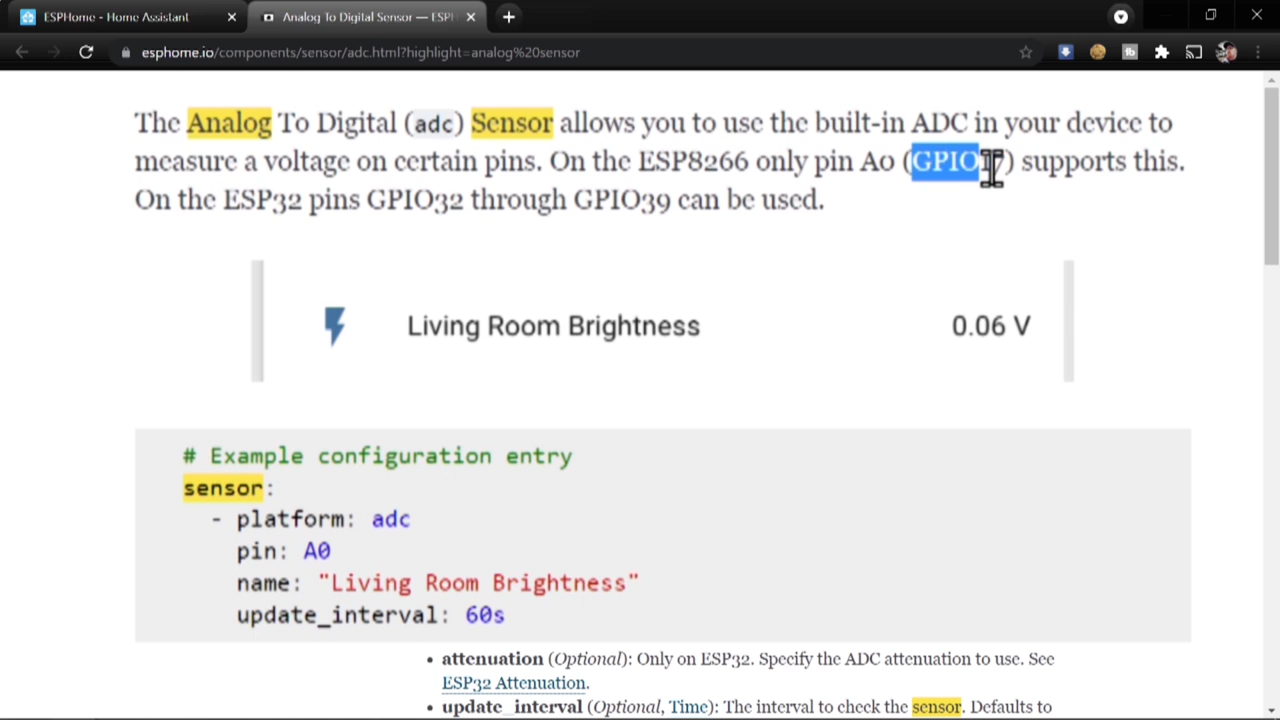 ESPHome - Home Assistant
Analog To Digital Sensor — ESPH
esphome.io/components/sensor/adc.html?highlight=analog%20sensor
The Analog To Digital (adc) Sensor allows you to use the built-in ADC in your device to
measure a voltage on certain pins. On the ESP8266 only pin A0 (GPIO17) supports this.
On the ESP32 pins GPIO32 through GPIO39 can be used.
Living Room Brightness 0.06 V
# Example configuration entry
sensor:
- platform: adc
pin: A0
name: "Living Room Brightness"
update_interval: 60s
• attenuation (Optional): Only on ESP32. Specify the ADC attenuation to use. See
ESP32 Attenuation.
• update_interval (Optional, Time): The interval to check the sensor. Defaults to